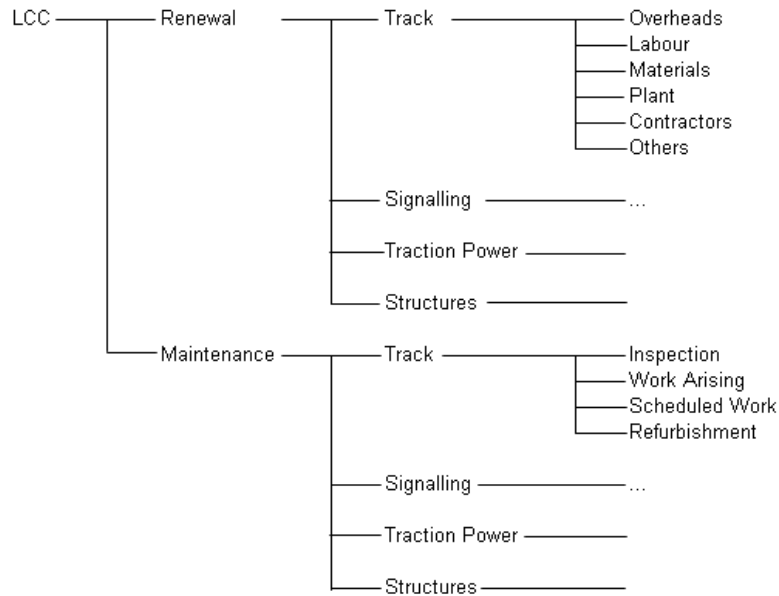 LCC Renewal Track Overheads
Labour
Materials
Plant
Contractors
Others
Signalling ...
Traction Power
Structures
Maintenance Track Inspection
Work Arising
Scheduled Work
Refurbishment
Signalling ...
Traction Power
Structures